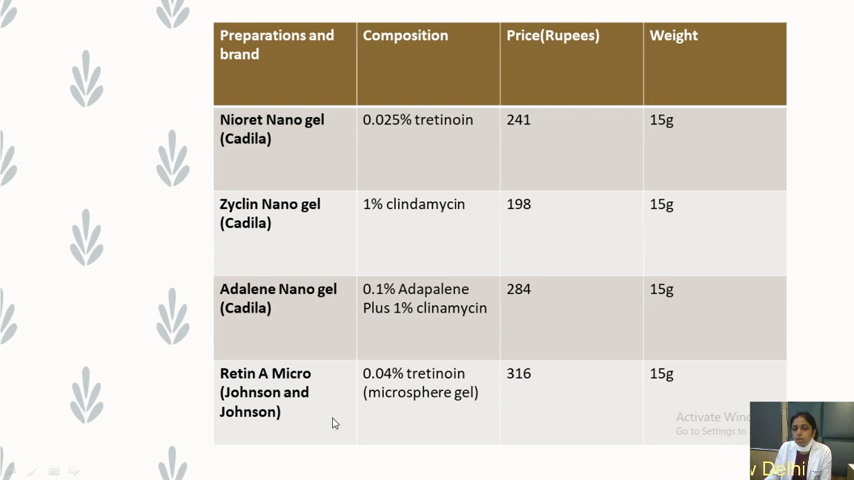 Preparations and
brand
Composition
Price(Rupees)
Weight
Nioret Nano gel
(Cadila)
0.025% tretinoin
241
15g
Zyclin Nano gel
(Cadila)
1% clindamycin
198
15g
Adalene Nano gel
(Cadila)
0.1% Adapalene
Plus 1% clinamycin
284
15g
Retin A Micro
(Johnson and
Johnson)
0.04% tretinoin
(microsphere gel)
316
15g
Activate
Go to Settings to
Delhi